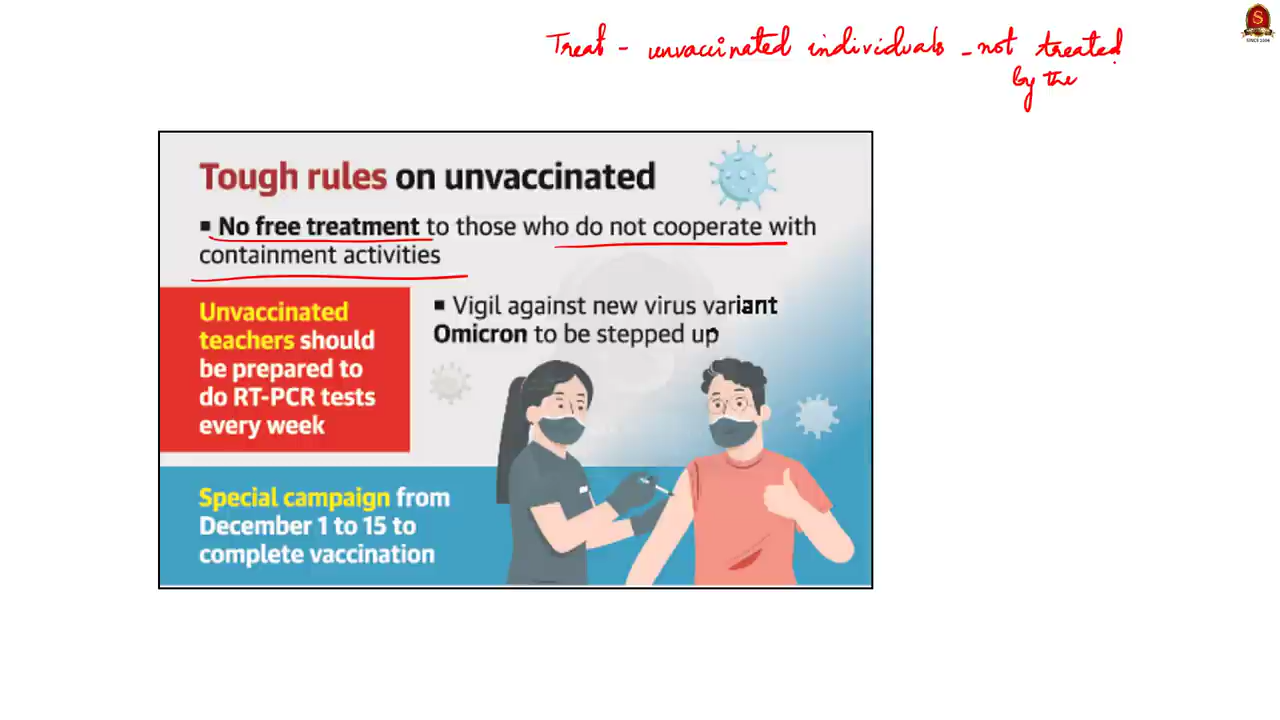 Treat - unvaccinated individuals - not treated
by the
Tough rules on unvaccinated
▪ No free treatment to those who do not cooperate with
containment activities
Unvaccinated
teachers should
be prepared to
do RT-PCR tests
every week
▪ Vigil against new virus variant
Omicron to be stepped up
Special campaign from
December 1 to 15 to
complete vaccination